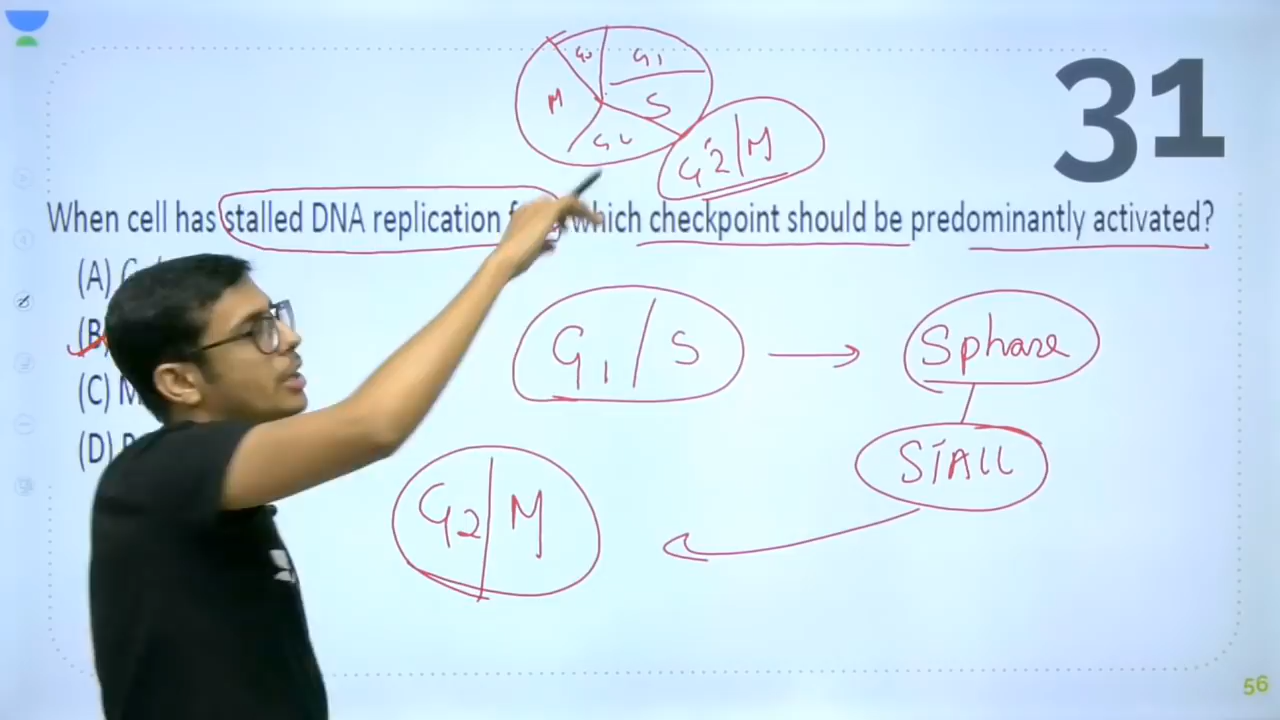 G0 G1
M S
G2
G2/M
31
When cell has stalled DNA replication which checkpoint should be predominantly activated?
(A)
(B)
(C) M
(D)
G1/S → S phase
STALL
G2/M
56